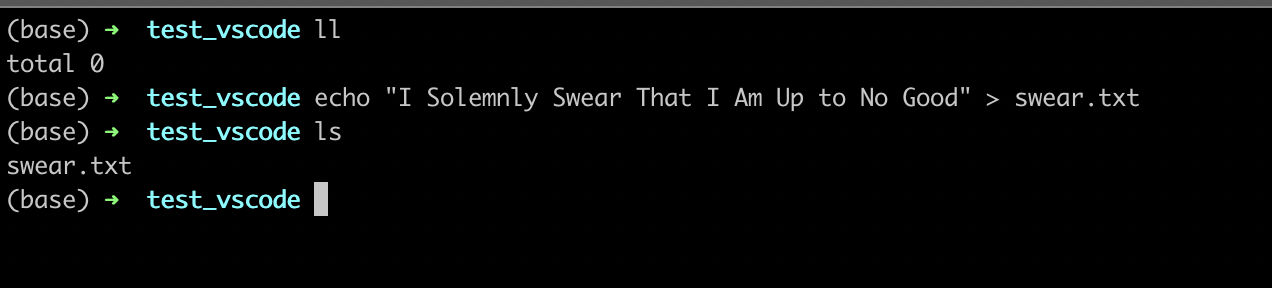 (base) ➜ test_vscode ll
total 0
(base) ➜ test_vscode echo "I Solemnly Swear That I Am Up to No Good" > swear.txt
(base) ➜ test_vscode ls
swear.txt
(base) ➜ test_vscode